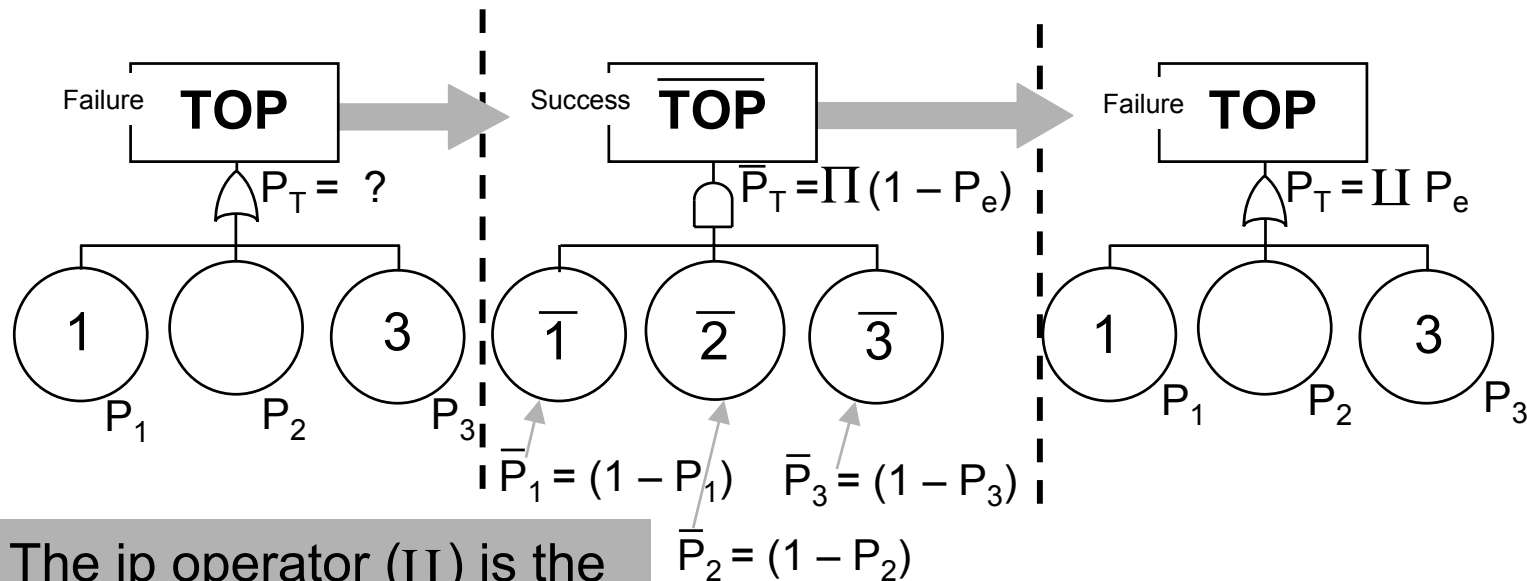 Failure TOP
P_T = ?
1 3
P_1 P_2 P_3
Success T̅O̅P̅
P̅_T = Π (1 – P_e)
1̅ 2̅ 3̅
P̅_1 = (1 – P_1) P̅_3 = (1 – P_3)
P̅_2 = (1 – P_2)
Failure TOP
P_T = ∐ P_e
1 3
P_1 P_2 P_3
The ip operator (∐) is the